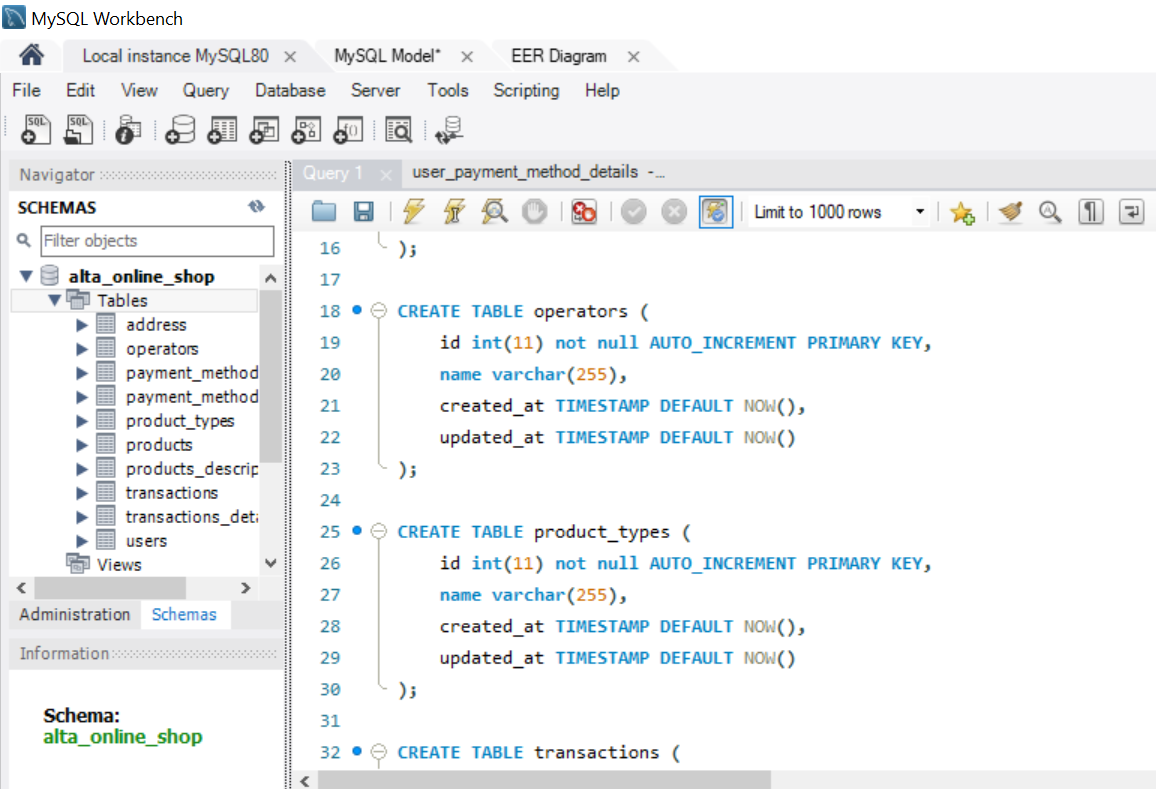 MySQL Workbench
Local instance MySQL80 MySQL Model* EER Diagram
File Edit View Query Database Server Tools Scripting Help
Navigator
SCHEMAS
Filter objects
alta_online_shop
Tables
address
operators
payment_method
payment_method
product_types
products
products_descrip
transactions
transactions_deta
users
Views
Administration Schemas
Information
Schema:
alta_online_shop
Query 1 user_payment_method_details -...
Limit to 1000 rows
16 );
17
18 CREATE TABLE operators (
19 id int(11) not null AUTO_INCREMENT PRIMARY KEY,
20 name varchar(255),
21 created_at TIMESTAMP DEFAULT NOW(),
22 updated_at TIMESTAMP DEFAULT NOW()
23 );
24
25 CREATE TABLE product_types (
26 id int(11) not null AUTO_INCREMENT PRIMARY KEY,
27 name varchar(255),
28 created_at TIMESTAMP DEFAULT NOW(),
29 updated_at TIMESTAMP DEFAULT NOW()
30 );
31
32 CREATE TABLE transactions (